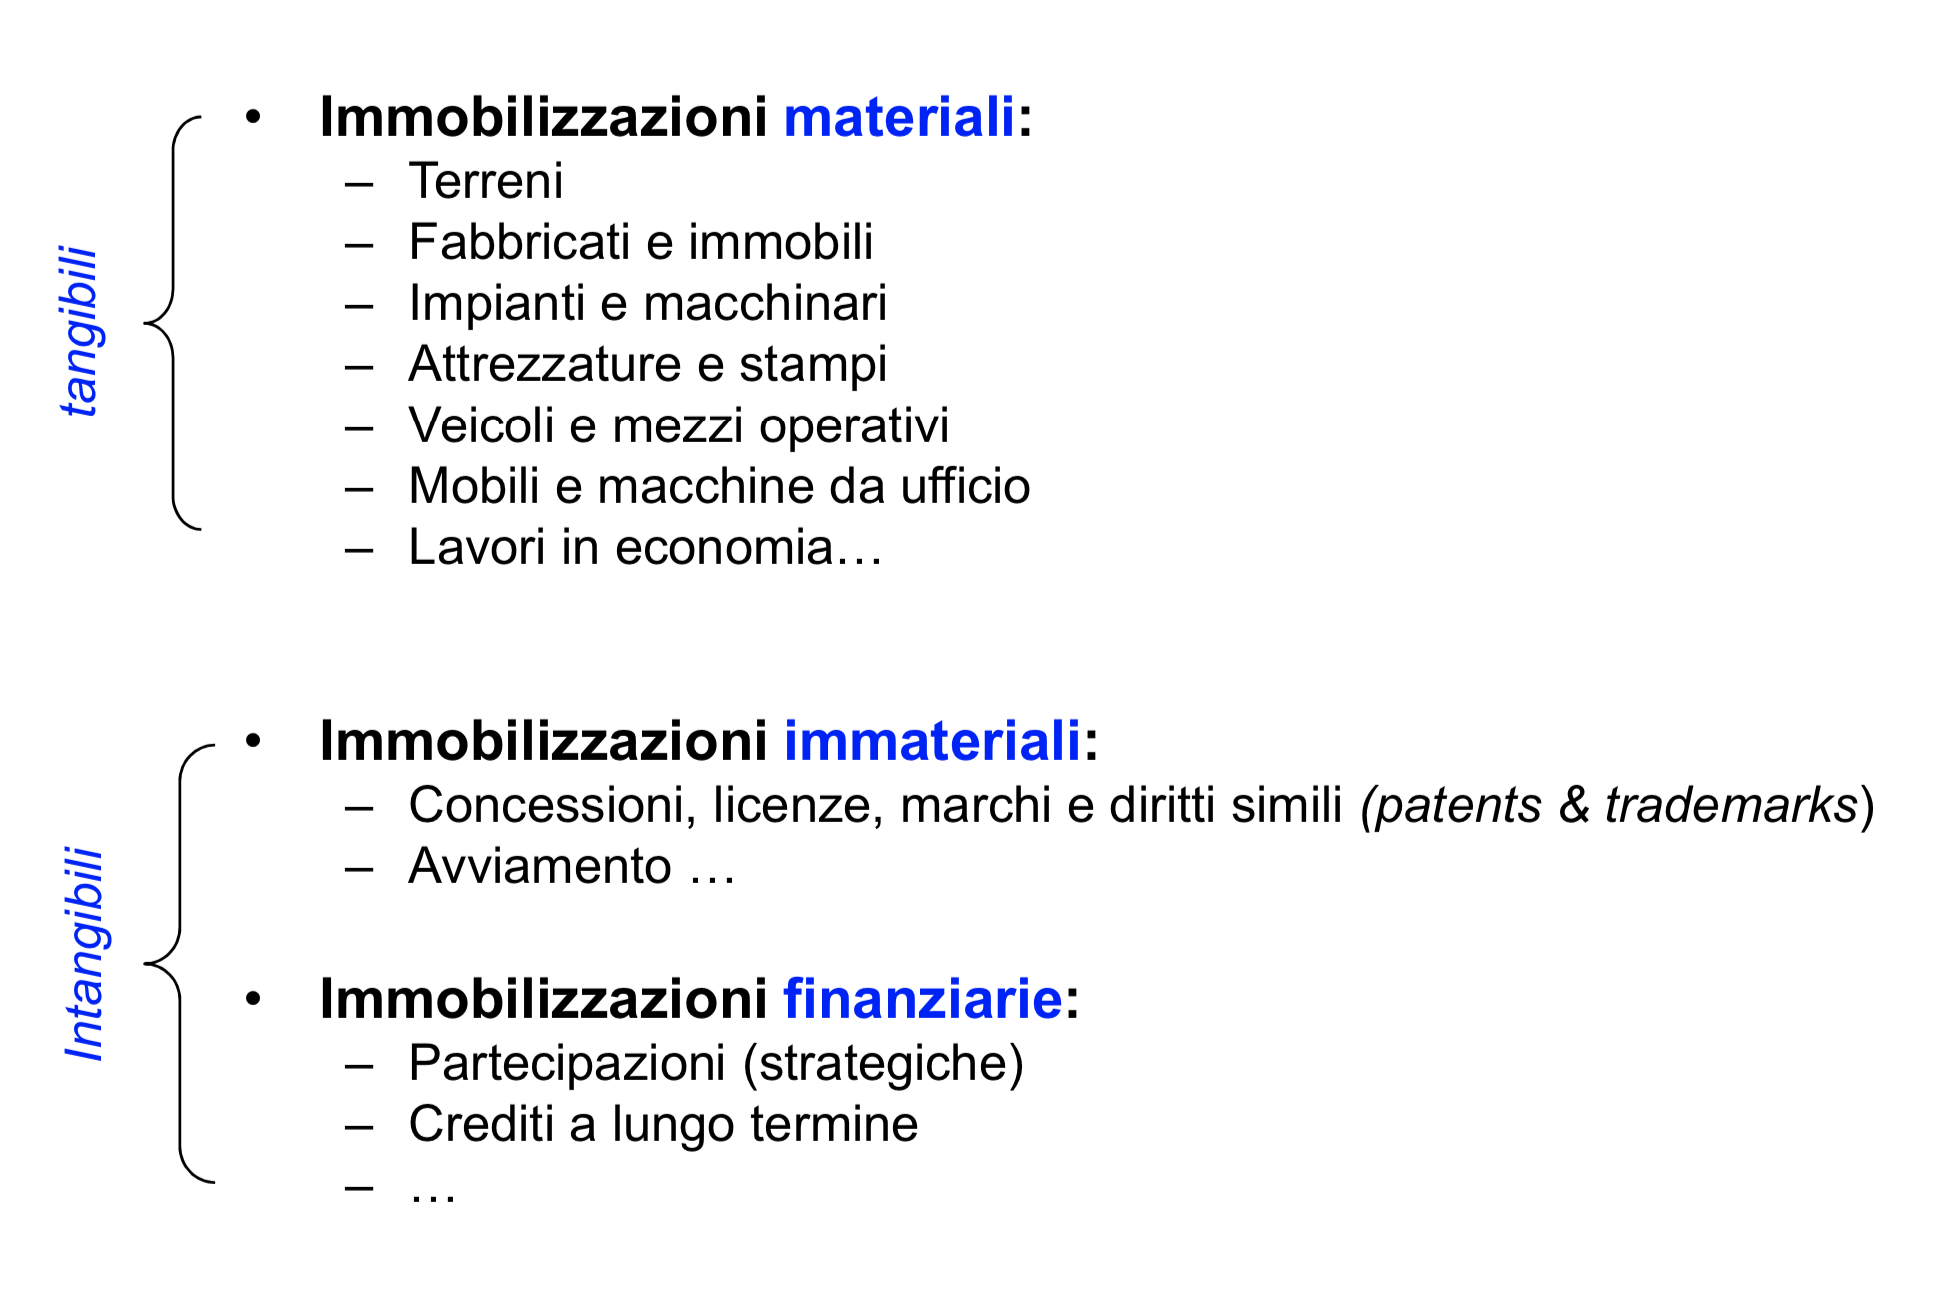 tangibili
• Immobilizzazioni materiali:
– Terreni
– Fabbricati e immobili
– Impianti e macchinari
– Attrezzature e stampi
– Veicoli e mezzi operativi
– Mobili e macchine da ufficio
– Lavori in economia…
Intangibili
• Immobilizzazioni immateriali:
– Concessioni, licenze, marchi e diritti simili (patents & trademarks)
– Avviamento …
• Immobilizzazioni finanziarie:
– Partecipazioni (strategiche)
– Crediti a lungo termine
– …